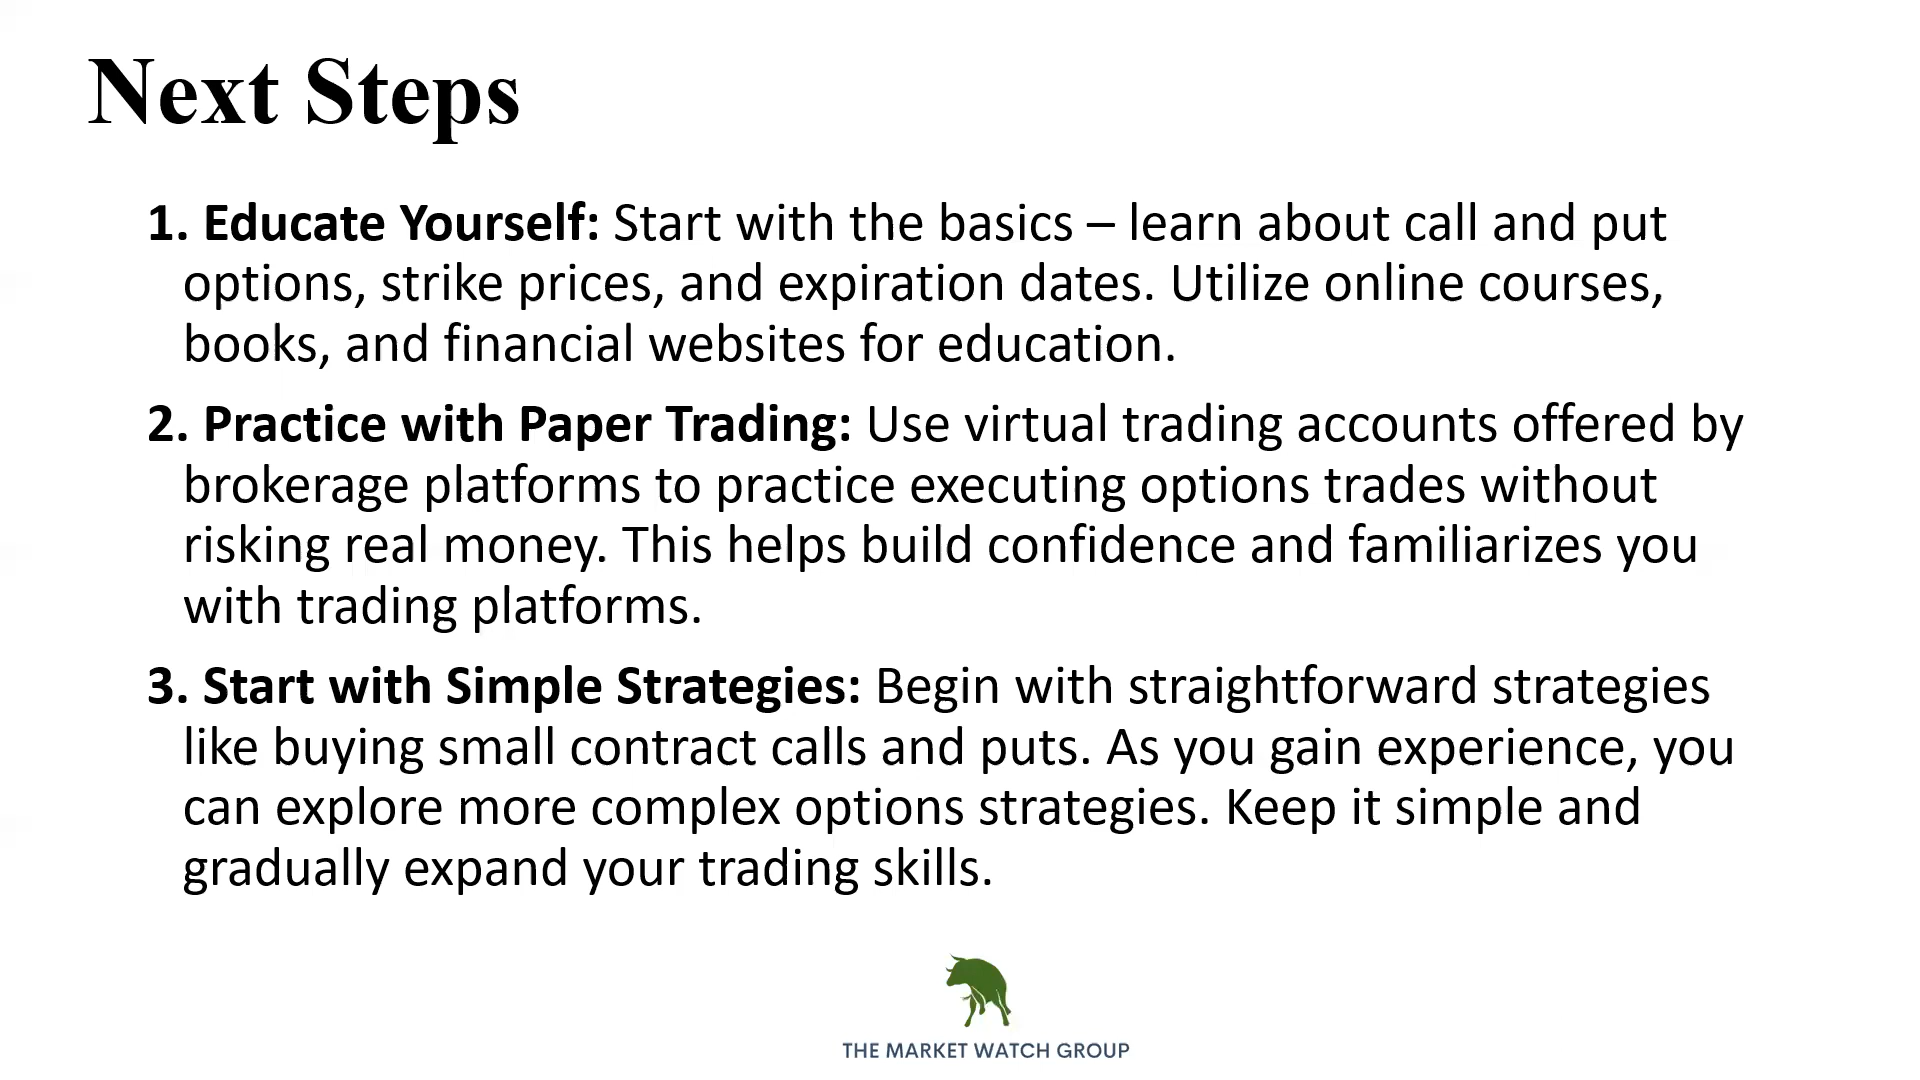 Next Steps
1. Educate Yourself: Start with the basics – learn about call and put
options, strike prices, and expiration dates. Utilize online courses,
books, and financial websites for education.
2. Practice with Paper Trading: Use virtual trading accounts offered by
brokerage platforms to practice executing options trades without
risking real money. This helps build confidence and familiarizes you
with trading platforms.
3. Start with Simple Strategies: Begin with straightforward strategies
like buying small contract calls and puts. As you gain experience, you
can explore more complex options strategies. Keep it simple and
gradually expand your trading skills.
THE MARKET WATCH GROUP